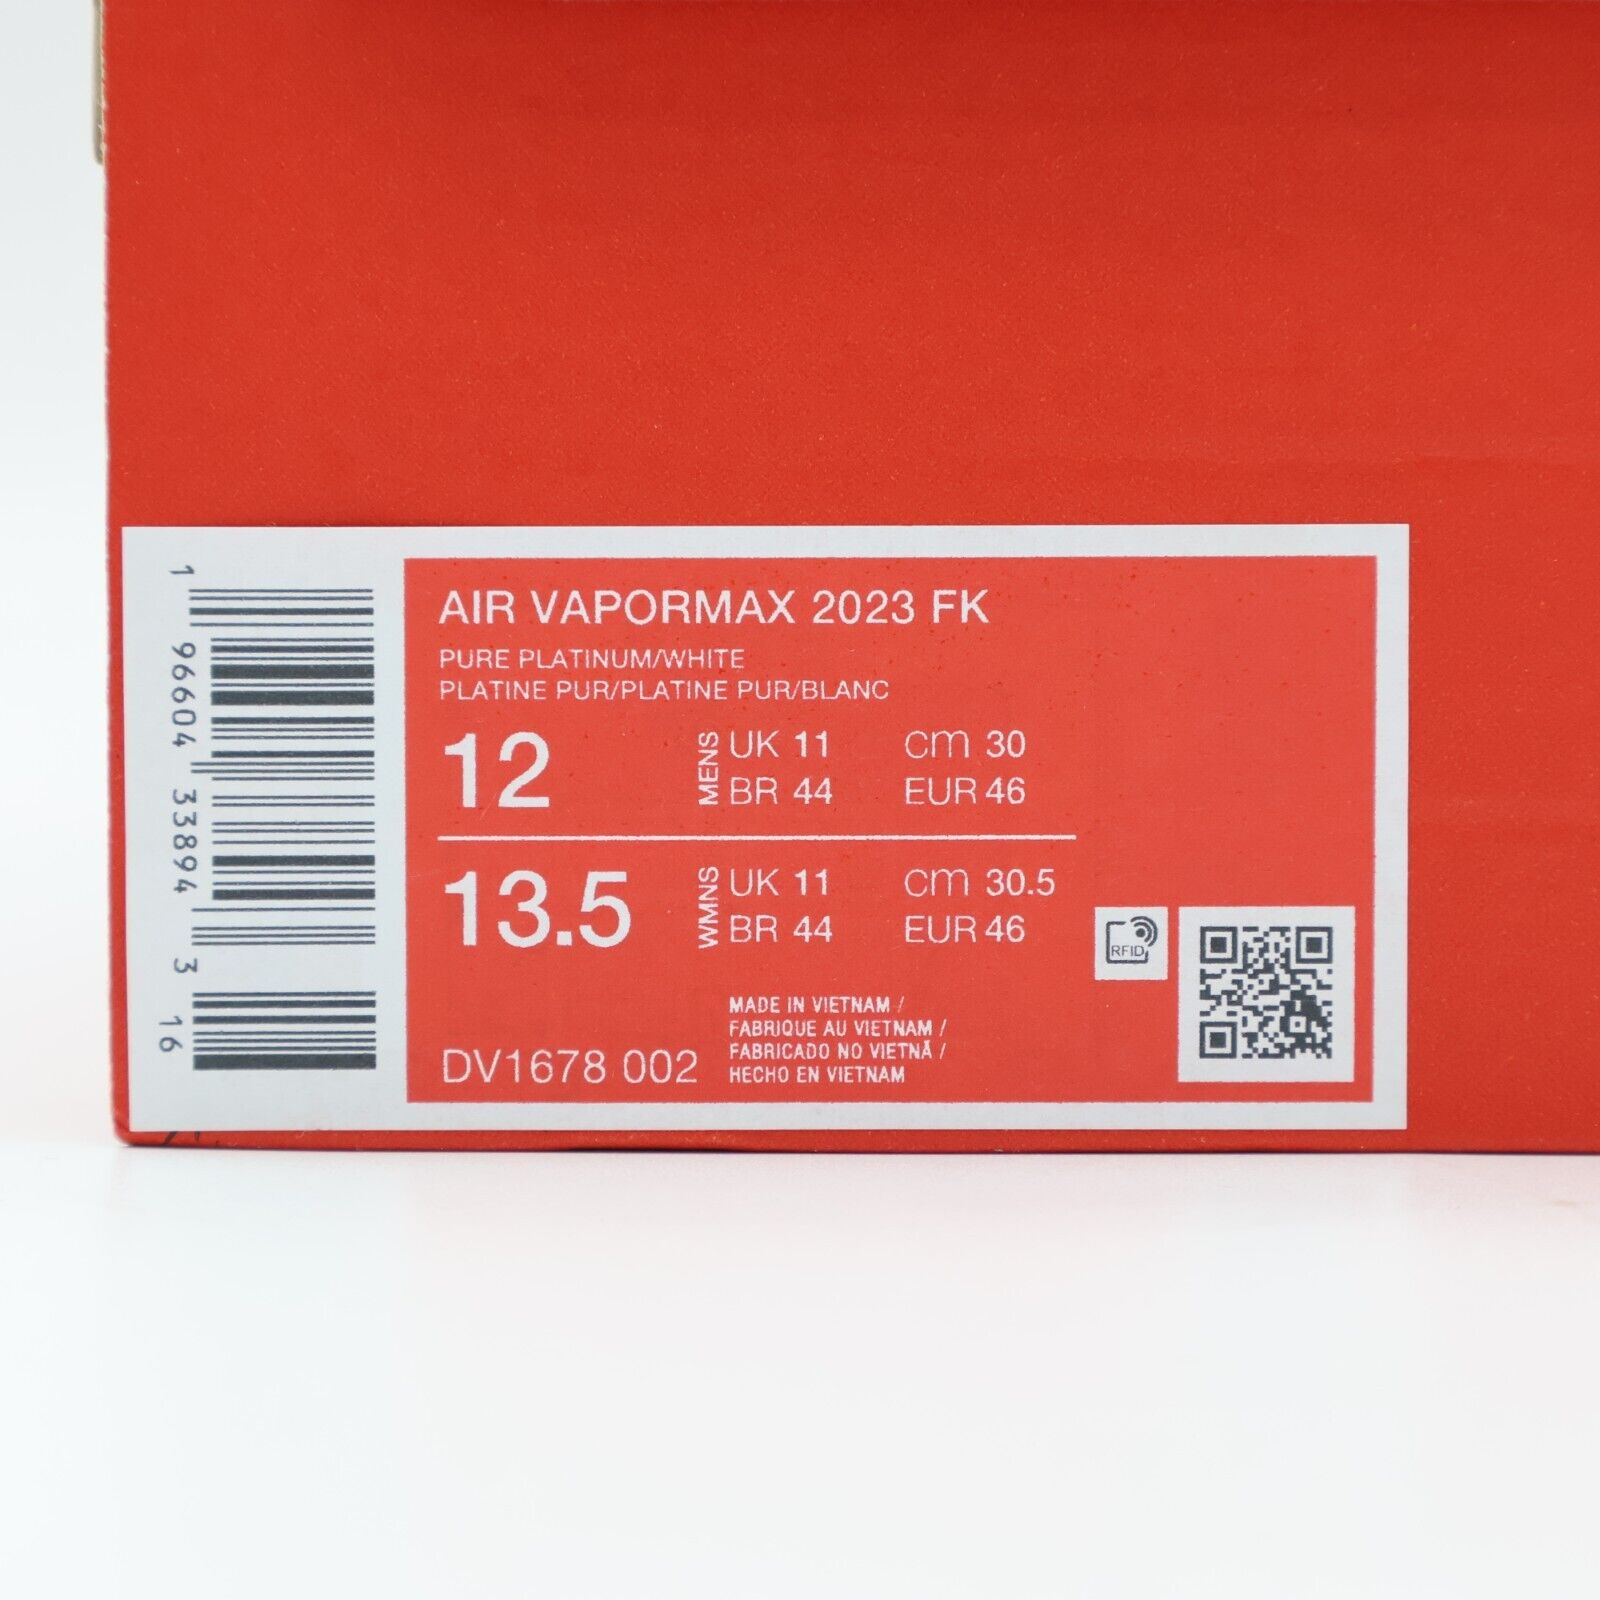 AIR VAPORMAX 2023 FK
PURE PLATINUM/WHITE
PLATINE PUR/PLATINE PUR/BLANC
12 MENS UK 11 cm 30
BR 44 EUR 46
13.5 WMNS UK 11 cm 30.5
BR 44 EUR 46
RFID
MADE IN VIETNAM /
FABRIQUE AU VIETNAM /
FABRICADO NO VIETNÃ /
HECHO EN VIETNAM
DV1678 002
1 96604 33894 3 16